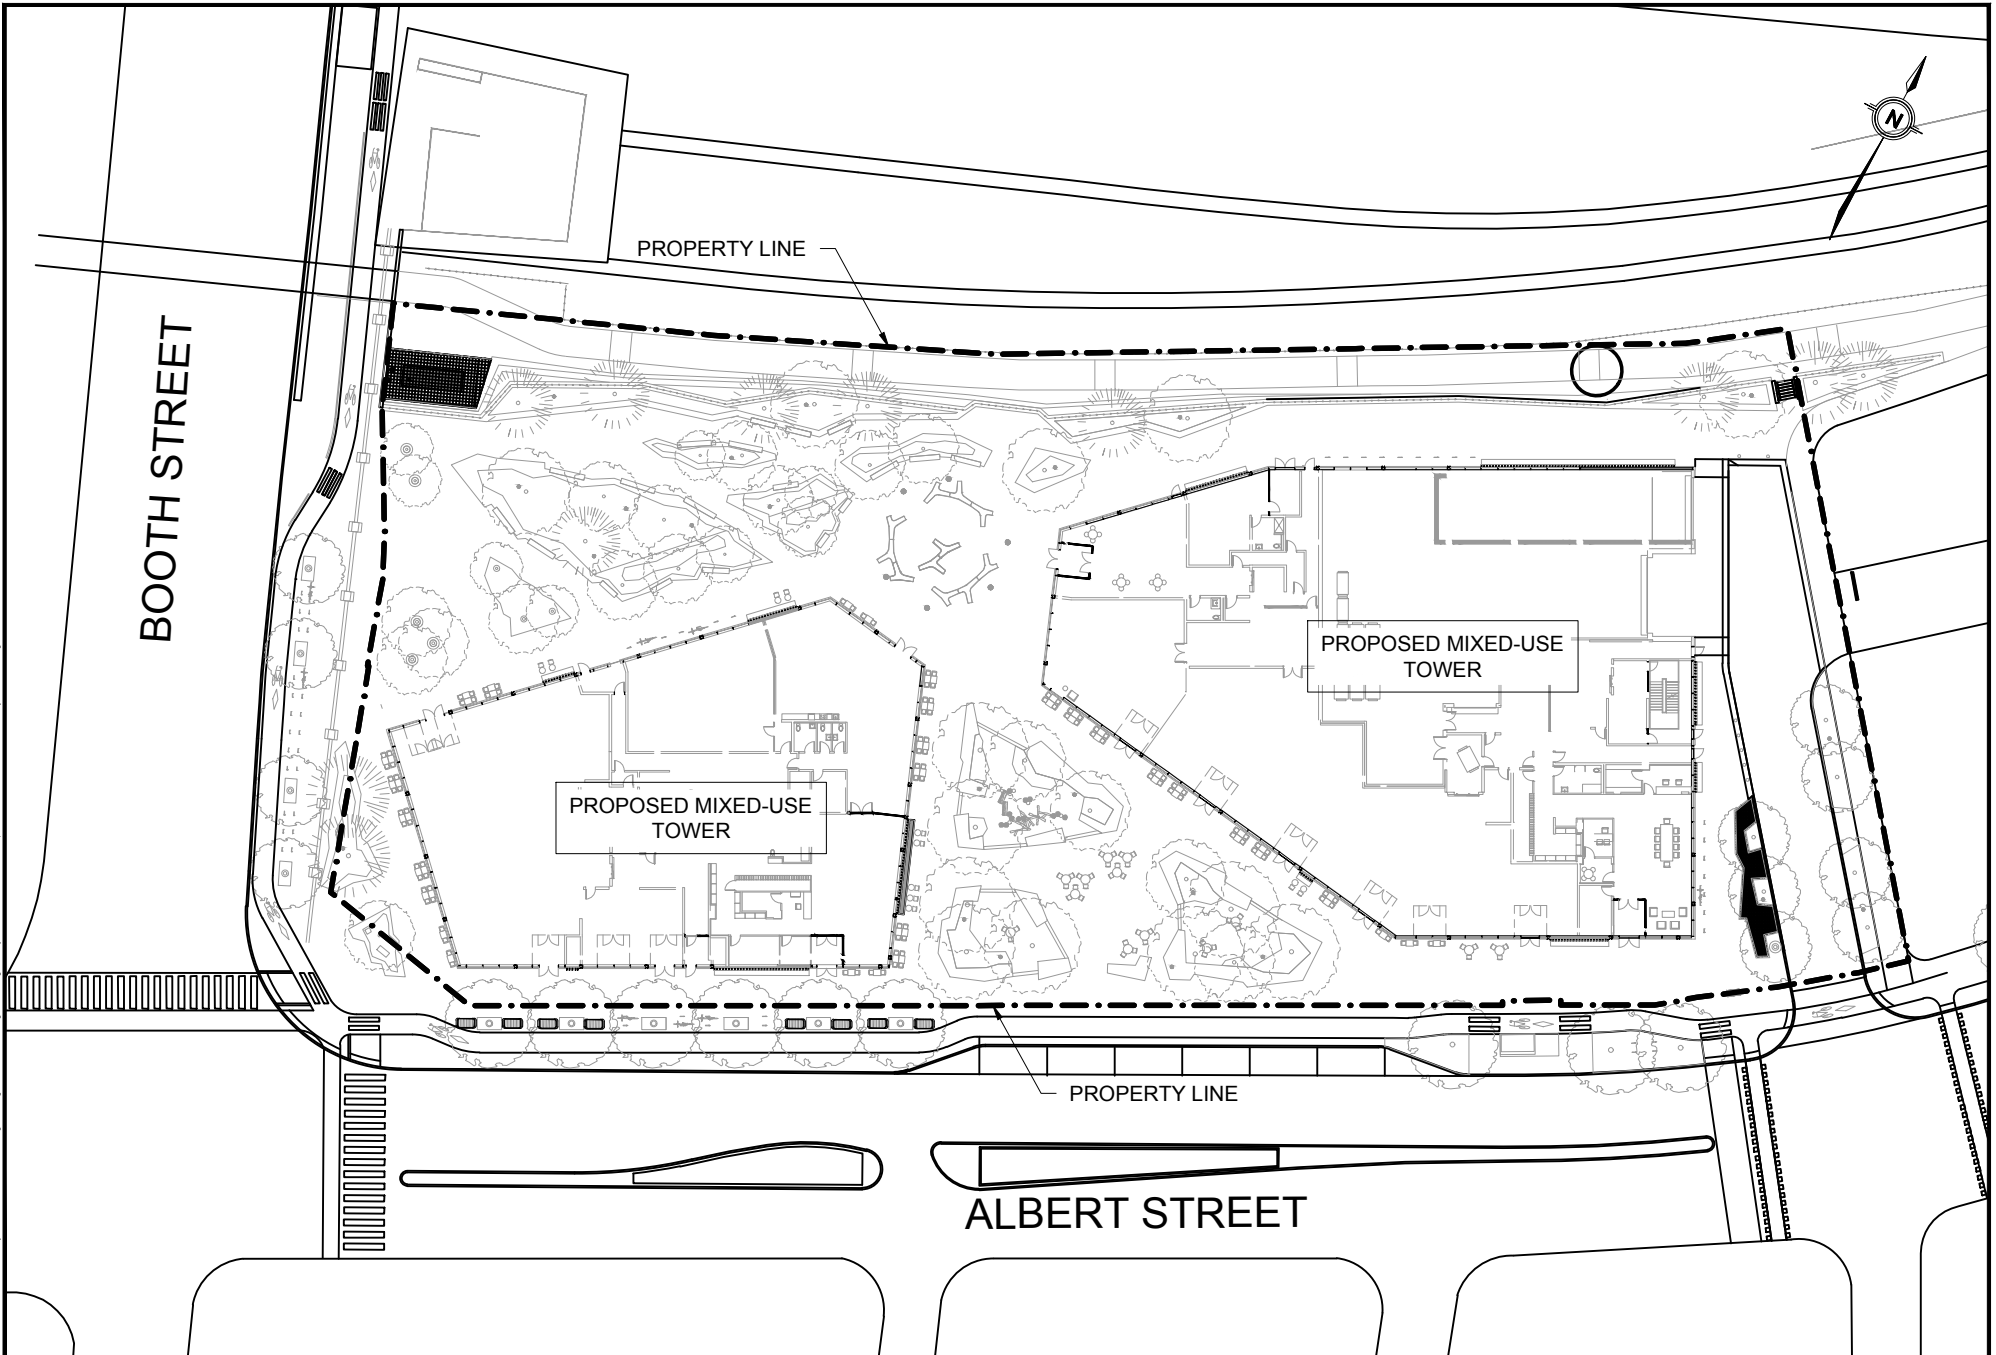 N
PROPERTY LINE
BOOTH STREET
PROPOSED MIXED-USE
TOWER
PROPOSED MIXED-USE
TOWER
PROPERTY LINE
ALBERT STREET